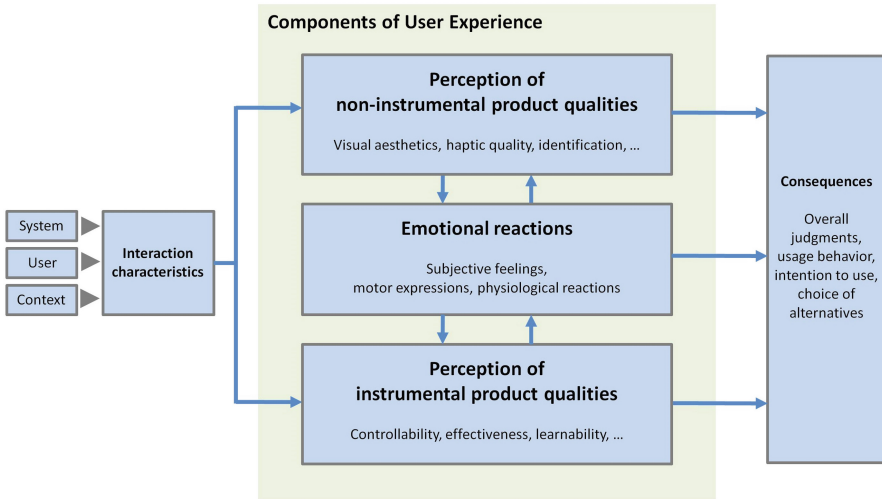 Components of User Experience
Perception of
non-instrumental product qualities
Visual aesthetics, haptic quality, identification, …
System
User
Context
Interaction
characteristics
Emotional reactions
Subjective feelings,
motor expressions, physiological reactions
Perception of
instrumental product qualities
Controllability, effectiveness, learnability, …
Consequences
Overall
judgments,
usage behavior,
intention to use,
choice of
alternatives